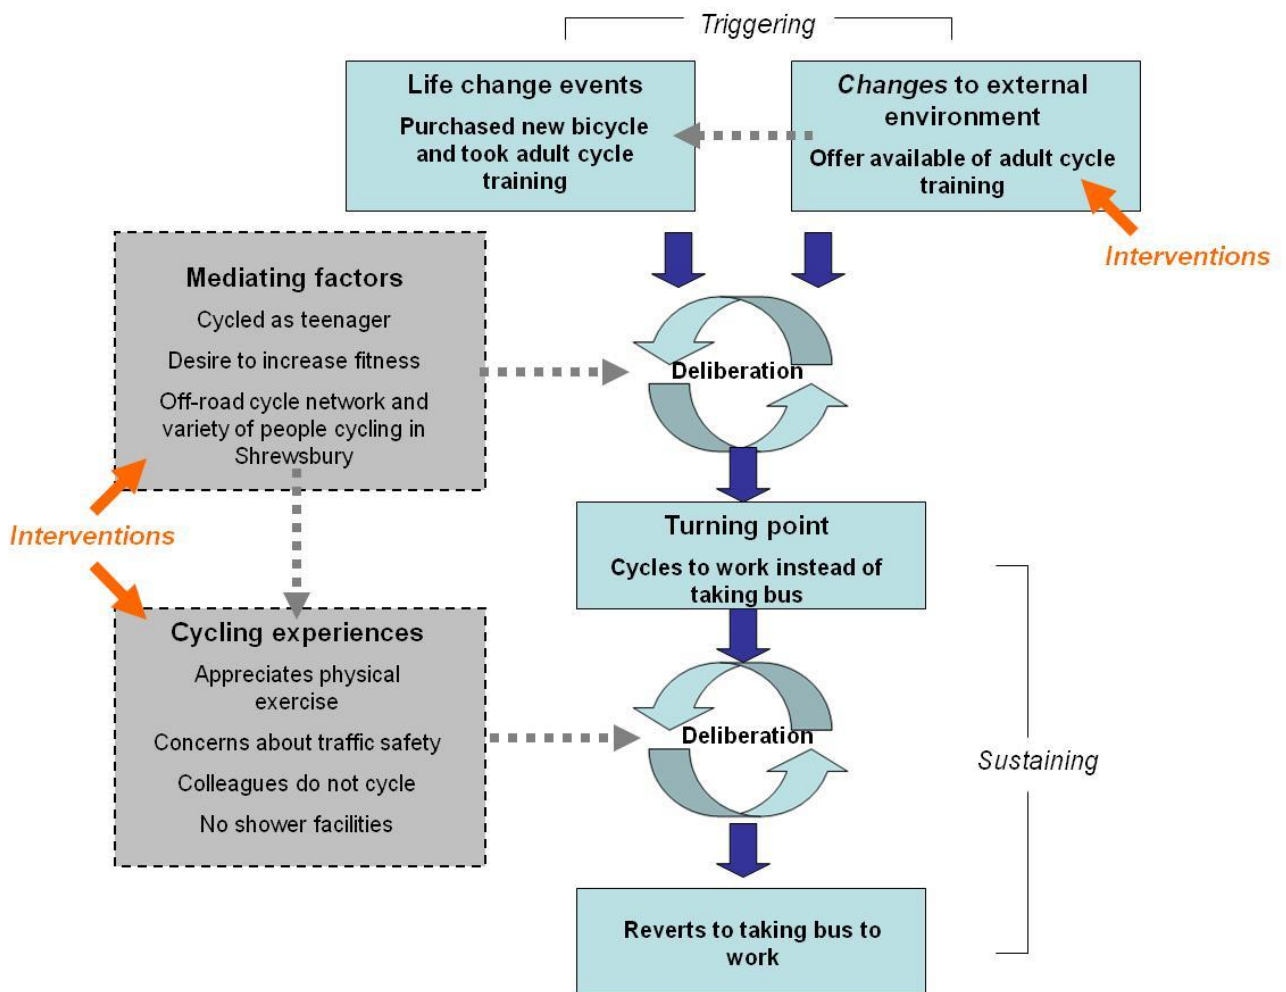 Triggering
Life change events
Purchased new bicycle
and took adult cycle
training
Changes to external
environment
Offer available of adult cycle
training
Interventions
Mediating factors
Cycled as teenager
Desire to increase fitness
Off-road cycle network and
variety of people cycling in
Shrewsbury
Deliberation
Interventions
Turning point
Cycles to work instead of
taking bus
Cycling experiences
Appreciates physical
exercise
Concerns about traffic safety
Colleagues do not cycle
No shower facilities
Deliberation
Sustaining
Reverts to taking bus to
work